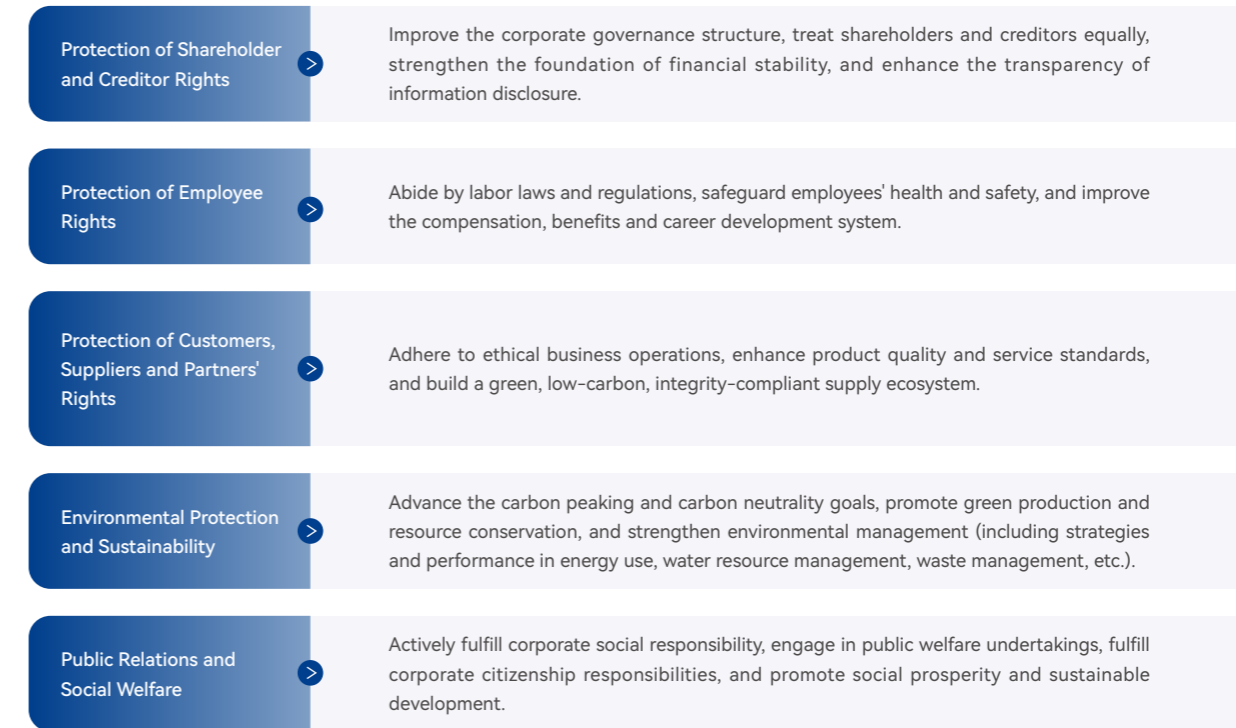 Protection of Shareholder
and Creditor Rights
Improve the corporate governance structure, treat shareholders and creditors equally,
strengthen the foundation of financial stability, and enhance the transparency of
information disclosure.
Protection of Employee
Rights
Abide by labor laws and regulations, safeguard employees' health and safety, and improve
the compensation, benefits and career development system.
Protection of Customers,
Suppliers and Partners'
Rights
Adhere to ethical business operations, enhance product quality and service standards,
and build a green, low-carbon, integrity-compliant supply ecosystem.
Environmental Protection
and Sustainability
Advance the carbon peaking and carbon neutrality goals, promote green production and
resource conservation, and strengthen environmental management (including strategies
and performance in energy use, water resource management, waste management, etc.).
Public Relations and
Social Welfare
Actively fulfill corporate social responsibility, engage in public welfare undertakings, fulfill
corporate citizenship responsibilities, and promote social prosperity and sustainable
development.